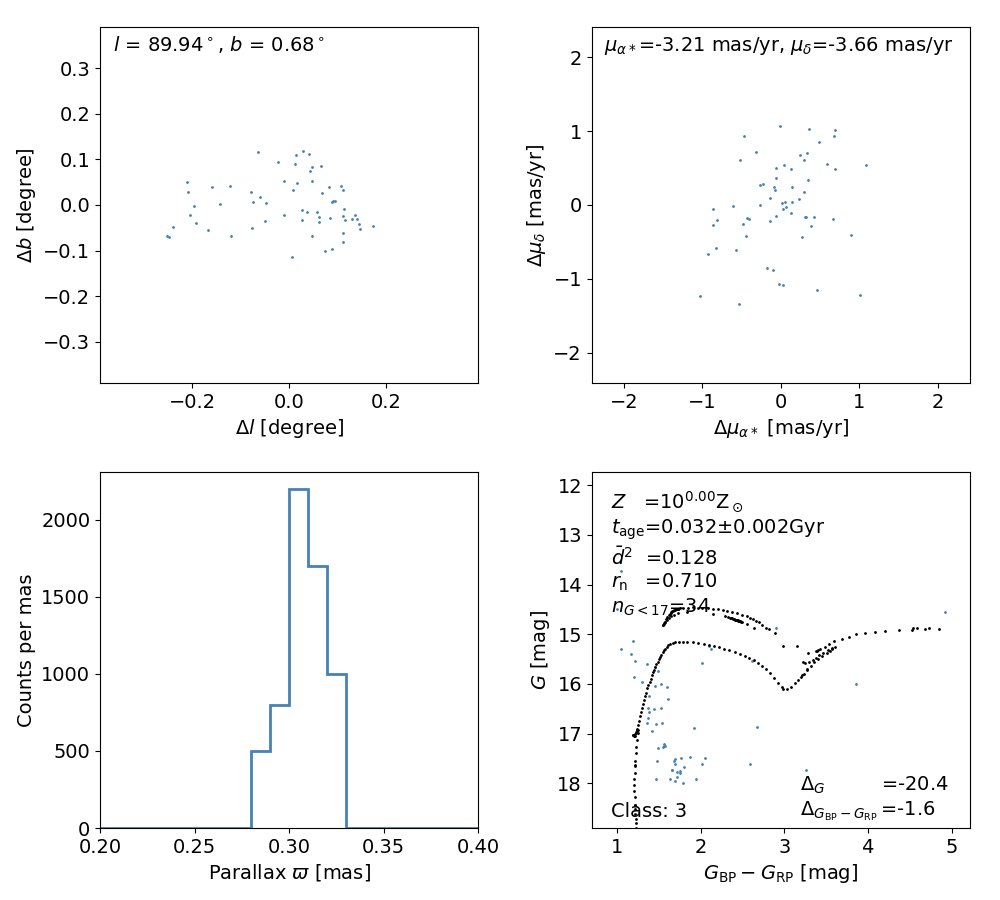 l = 89.94°, b = 0.68°
0.3
0.2
0.1
0.0
−0.1
−0.2
−0.3
Δb [degree]
−0.2 0.0 0.2
Δl [degree]
μα*=-3.21 mas/yr, μδ=-3.66 mas/yr
2
1
0
−1
−2
Δμδ [mas/yr]
−2 −1 0 1 2
Δμα* [mas/yr]
2000
1500
1000
500
0
Counts per mas
0.20 0.25 0.30 0.35 0.40
Parallax ϖ [mas]
12
13
14
15
16
17
18
G [mag]
Z =10^0.00 Z⊙
t_age=0.032±0.002Gyr
d̄² =0.128
r_n =0.710
n_G<17=34
Δ_G =-20.4
Δ_GBP−GRP =-1.6
Class: 3
1 2 3 4 5
G_BP − G_RP [mag]